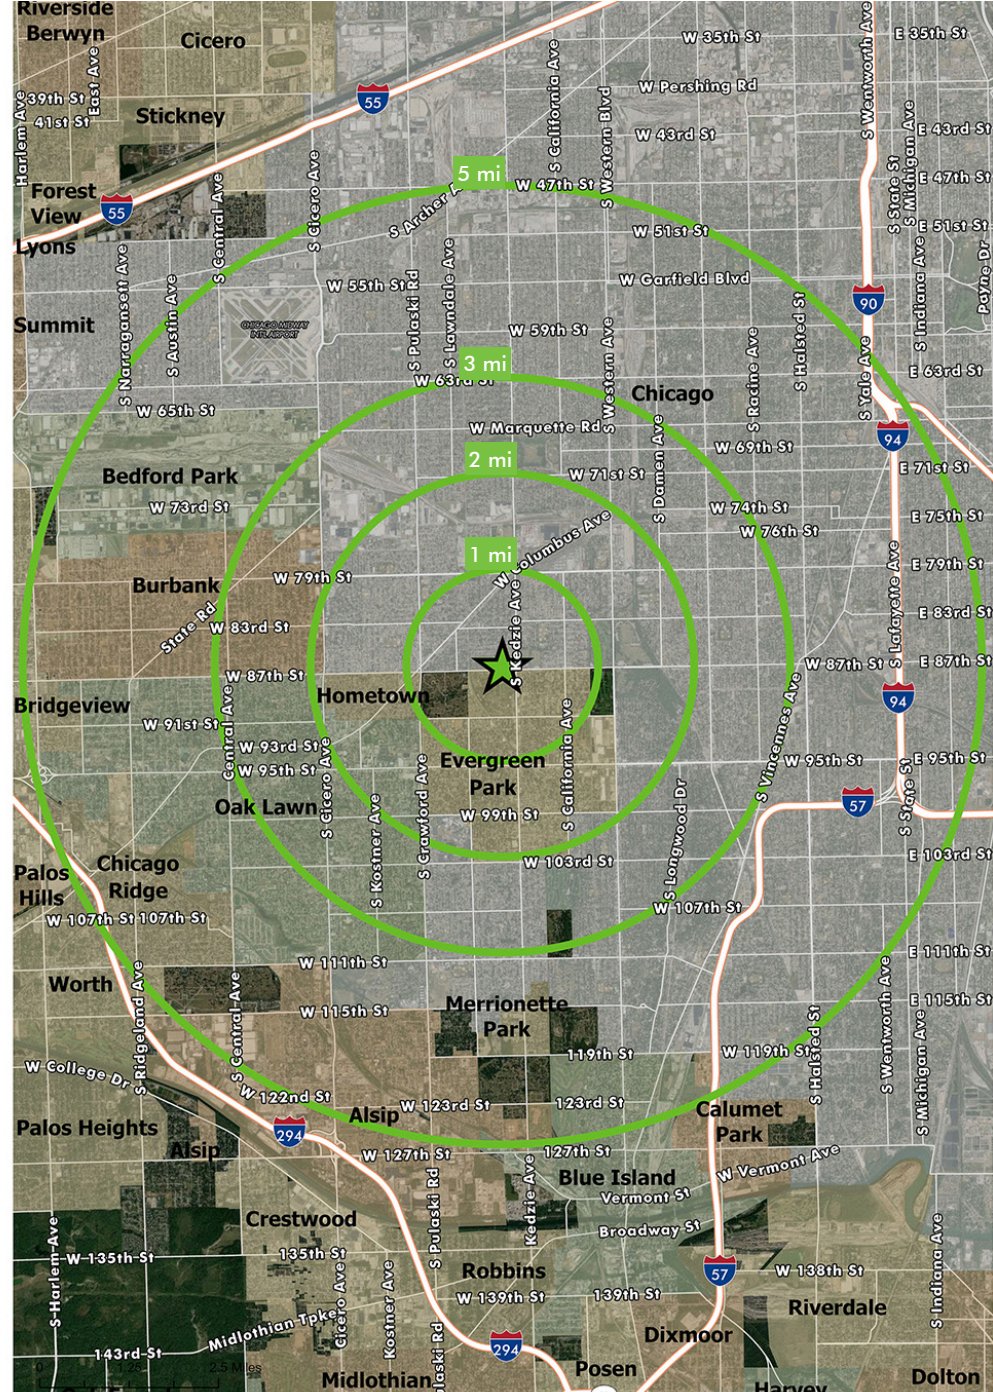 Riverside
Berwyn
Cicero
W 35th St
E 35th St
S Wentworth Ave
East Ave
Harlem Ave
39th St
41st St
Stickney
55
S California Ave
S Western Blvd
W Pershing Rd
W 43rd St
E 43rd St
S Michigan Ave
S State St
5 mi
W 47th St
E 47th St
Forest
View
55
Lyons
S Central Ave
S Cicero Ave
S Archer
W 51st St
E 51st St
Payne Dr
S Indiana Ave
S Narragansett Ave
S Austin Ave
W 55th St
S Pulaski Rd
S Lawndale Ave
W Garfield Blvd
90
Summit
CHICAGO MIDWAY
INTL AIRPORT
W 59th St
S Western Ave
S Racine Ave
S Halsted St
S Yale Ave
3 mi
W 63rd St
E 63rd St
Chicago
W 65th St
W Marquette Rd
S Damen Ave
W 69th St
94
2 mi
E 71st St
W 71st St
Bedford Park
W 73rd St
W 74th St
E 75th St
W 76th St
1 mi
W Columbus Ave
S Kedzie Ave
E 79th St
W 79th St
Burbank
State Rd
S Lafayette Ave
E 83rd St
W 83rd St
W 87th St
W 87th St
E 87th St
Hometown
94
Bridgeview
Central Ave
W 91st St
W 93rd St
S Cicero Ave
S California Ave
S Vincennes Ave
Evergreen
Park
W 95th St
E 95th St
W 95th St
S Crawford Ave
S Kostner Ave
Oak Lawn
W 99th St
S Longwood Dr
57
S State St
Palos
Hills
Chicago
Ridge
W 103rd St
E 103rd St
W 107th St
107th St
W 107th St
W 111th St
E 111th St
Worth
S Ridgeland Ave
S Central Ave
W 115th St
Merrionette
Park
E 115th St
S Halsted St
S Wentworth Ave
S Michigan Ave
119th St
W 119th St
W College Dr
W 122nd St
Alsip
W 123rd St
123rd St
Calumet
Park
Palos Heights
Alsip
294
W 127th St
127th St
W Vermont Ave
Blue Island
Vermont St
Broadway St
Kedzie Ave
S Pulaski Rd
Crestwood
S Harlem Ave
W 135th St
135th St
S Indiana Ave
Robbins
57
W 138th St
W 139th St
139th St
Riverdale
Cicero Ave
Kostner Ave
Midlothian Tpke
Dixmoor
143rd St
294
0
1.25
2.5 Miles
Posen
Midlothian
laski Rd
Harvey
Dolton